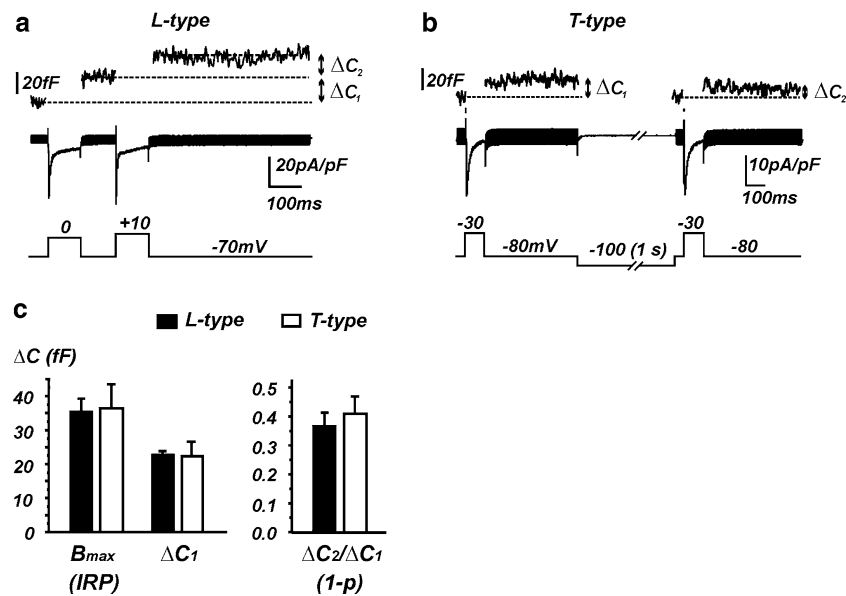 a
L-type
20fF
ΔC2
ΔC1
20pA/pF
100ms
0
+10
-70mV
b
T-type
20fF
ΔC1
ΔC2
10pA/pF
100ms
-30
-80mV
-100 (1 s)
-30
-80
c
L-type
T-type
ΔC (fF)
40
30
20
10
0
Bmax
(IRP)
ΔC1
0.5
0.4
0.3
0.2
0.1
0.0
ΔC2/ΔC1
(1-p)